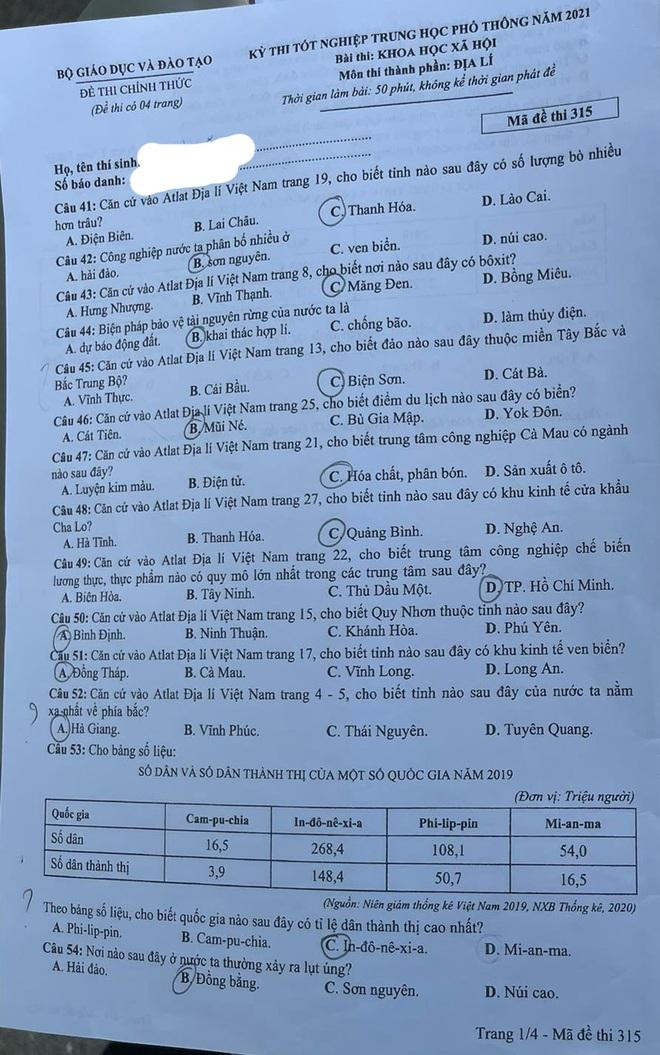 BỘ GIÁO DỤC VÀ ĐÀO TẠO
ĐỀ THI CHÍNH THỨC
(Đề thi có 04 trang)
KỲ THI TỐT NGHIỆP TRUNG HỌC PHỔ THÔNG NĂM 2021
Bài thi: KHOA HỌC XÃ HỘI
Môn thi thành phần: ĐỊA LÍ
Thời gian làm bài: 50 phút, không kể thời gian phát đề
Mã đề thi 315
Họ, tên thí sinh
Số báo danh:
Câu 41: Căn cứ vào Atlat Địa lí Việt Nam trang 19, cho biết tỉnh nào sau đây có số lượng bò nhiều
hơn trâu?
A. Điện Biên. B. Lai Châu. C. Thanh Hóa. D. Lào Cai.
Câu 42: Công nghiệp nước ta phân bố nhiều ở
A. hải đảo. B. sơn nguyên. C. ven biển. D. núi cao.
Câu 43: Căn cứ vào Atlat Địa lí Việt Nam trang 8, cho biết nơi nào sau đây có bôxit?
A. Hưng Nhượng. B. Vĩnh Thạnh. C. Măng Đen. D. Bồng Miêu.
Câu 44: Biện pháp bảo vệ tài nguyên rừng của nước ta là
A. dự báo động đất. B. khai thác hợp lí. C. chống bão. D. làm thủy điện.
Câu 45: Căn cứ vào Atlat Địa lí Việt Nam trang 13, cho biết đảo nào sau đây thuộc miền Tây Bắc và
Bắc Trung Bộ?
A. Vĩnh Thực. B. Cái Bầu. C. Biện Sơn. D. Cát Bà.
Câu 46: Căn cứ vào Atlat Địa lí Việt Nam trang 25, cho biết điểm du lịch nào sau đây có biển?
A. Cát Tiên. B. Mũi Né. C. Bù Gia Mập. D. Yok Đôn.
Câu 47: Căn cứ vào Atlat Địa lí Việt Nam trang 21, cho biết trung tâm công nghiệp Cà Mau có ngành
nào sau đây?
A. Luyện kim màu. B. Điện tử. C. Hóa chất, phân bón. D. Sản xuất ô tô.
Câu 48: Căn cứ vào Atlat Địa lí Việt Nam trang 27, cho biết tỉnh nào sau đây có khu kinh tế cửa khẩu
Cha Lo?
A. Hà Tĩnh. B. Thanh Hóa. C. Quảng Bình. D. Nghệ An.
Câu 49: Căn cứ vào Atlat Địa lí Việt Nam trang 22, cho biết trung tâm công nghiệp chế biến
lương thực, thực phẩm nào có quy mô lớn nhất trong các trung tâm sau đây?
A. Biên Hòa. B. Tây Ninh. C. Thủ Dầu Một. D. TP. Hồ Chí Minh.
Câu 50: Căn cứ vào Atlat Địa lí Việt Nam trang 15, cho biết Quy Nhơn thuộc tỉnh nào sau đây?
A. Bình Định. B. Ninh Thuận. C. Khánh Hòa. D. Phú Yên.
Câu 51: Căn cứ vào Atlat Địa lí Việt Nam trang 17, cho biết tỉnh nào sau đây có khu kinh tế ven biển?
A. Đồng Tháp. B. Cà Mau. C. Vĩnh Long. D. Long An.
Câu 52: Căn cứ vào Atlat Địa lí Việt Nam trang 4 - 5, cho biết tỉnh nào sau đây của nước ta nằm
xa nhất về phía bắc?
A. Hà Giang. B. Vĩnh Phúc. C. Thái Nguyên. D. Tuyên Quang.
Câu 53: Cho bảng số liệu:
SỐ DÂN VÀ SỐ DÂN THÀNH THỊ CỦA MỘT SỐ QUỐC GIA NĂM 2019
(Đơn vị: Triệu người)
Quốc gia Cam-pu-chia In-đô-nê-xi-a Phi-lip-pin Mi-an-ma
Số dân 16,5 268,4 108,1 54,0
Số dân thành thị 3,9 148,4 50,7 16,5
(Nguồn: Niên giám thống kê Việt Nam 2019, NXB Thống kê, 2020)
Theo bảng số liệu, cho biết quốc gia nào sau đây có tỉ lệ dân thành thị cao nhất?
A. Phi-lip-pin. B. Cam-pu-chia. C. In-đô-nê-xi-a. D. Mi-an-ma.
Câu 54: Nơi nào sau đây ở nước ta thường xảy ra lụt úng?
A. Hải đảo. B. Đồng bằng. C. Sơn nguyên. D. Núi cao.
Trang 1/4 - Mã đề thi 315